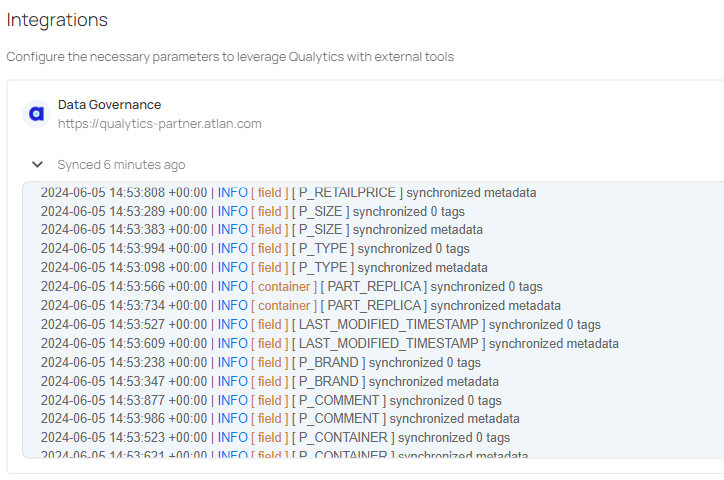 Integrations
Configure the necessary parameters to leverage Qualytics with external tools
Data Governance
https://qualytics-partner.atlan.com
Synced 6 minutes ago
2024-06-05 14:53:808 +00:00 | INFO [ field ] [ P_RETAILPRICE ] synchronized metadata
2024-06-05 14:53:289 +00:00 | INFO [ field ] [ P_SIZE ] synchronized 0 tags
2024-06-05 14:53:383 +00:00 | INFO [ field ] [ P_SIZE ] synchronized metadata
2024-06-05 14:53:994 +00:00 | INFO [ field ] [ P_TYPE ] synchronized 0 tags
2024-06-05 14:53:098 +00:00 | INFO [ field ] [ P_TYPE ] synchronized metadata
2024-06-05 14:53:566 +00:00 | INFO [ container ] [ PART_REPLICA ] synchronized 0 tags
2024-06-05 14:53:734 +00:00 | INFO [ container ] [ PART_REPLICA ] synchronized metadata
2024-06-05 14:53:527 +00:00 | INFO [ field ] [ LAST_MODIFIED_TIMESTAMP ] synchronized 0 tags
2024-06-05 14:53:609 +00:00 | INFO [ field ] [ LAST_MODIFIED_TIMESTAMP ] synchronized metadata
2024-06-05 14:53:238 +00:00 | INFO [ field ] [ P_BRAND ] synchronized 0 tags
2024-06-05 14:53:347 +00:00 | INFO [ field ] [ P_BRAND ] synchronized metadata
2024-06-05 14:53:877 +00:00 | INFO [ field ] [ P_COMMENT ] synchronized 0 tags
2024-06-05 14:53:986 +00:00 | INFO [ field ] [ P_COMMENT ] synchronized metadata
2024-06-05 14:53:523 +00:00 | INFO [ field ] [ P_CONTAINER ] synchronized 0 tags
2024-06-05 14:53:621 +00:00 | INFO [ field ] [ P_CONTAINER ] synchronized metadata